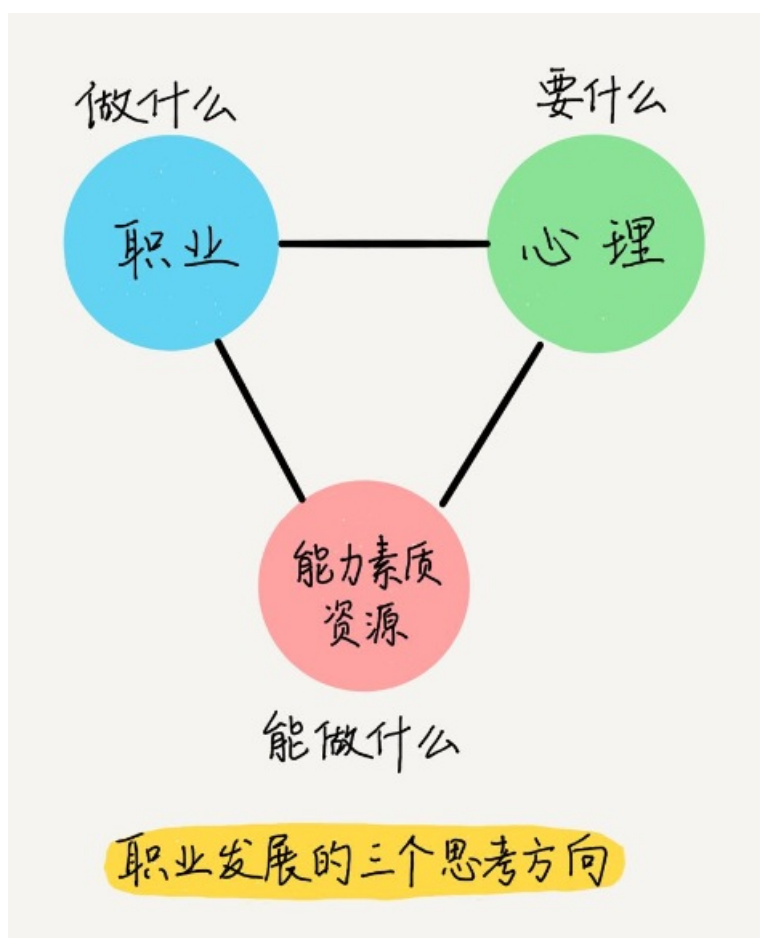 做什么
要什么
职业
心理
能力素质
资源
能做什么
职业发展的三个思考方向